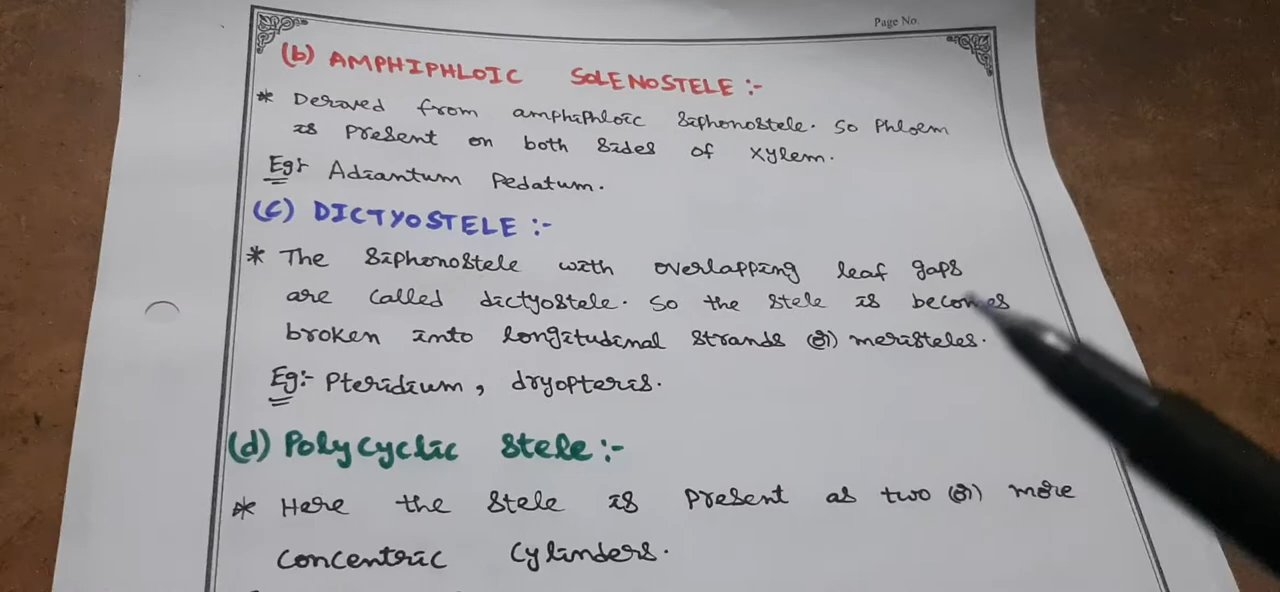 Page No.
(b) AMPHIPHLOIC SOLENOSTELE :-
* Deraved from amphiphloic siphonostele. So Phloem
is Present on both sides of xylem.
Eg:- Adiantum Pedatum.
(c) DICTYOSTELE :-
* The siphonostele with overlapping leaf gaps
are called dictyostele. So the stele is becomes
broken into longitudinal strands (or) meristeles.
Eg:- Pteridium, dryopteris.
(d) Polycyclic Stele :-
* Here the stele is present as two (or) more
concentric cylinders.